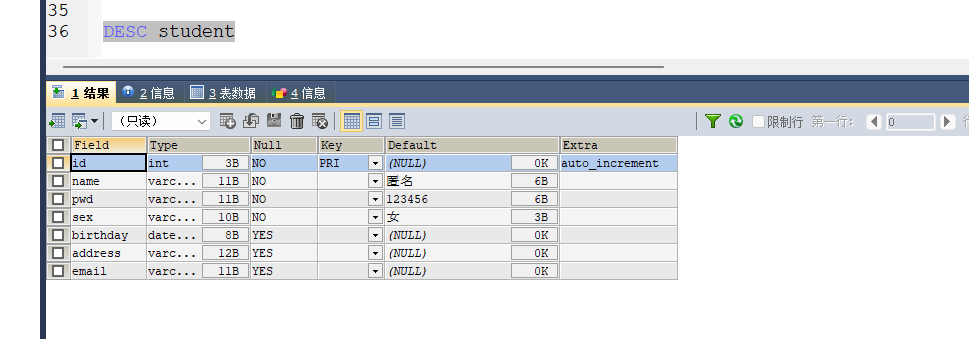 35
36 DESC student
1 结果 2 信息 3 表数据 4 信息
（只读） 限制行 第一行: 0
Field Type Null Key Default Extra
id int 3B NO PRI (NULL) 0K auto_increment
name varc... 11B NO 匿名 6B
pwd varc... 11B NO 123456 6B
sex varc... 10B NO 女 3B
birthday date... 8B YES (NULL) 0K
address varc... 12B YES (NULL) 0K
email varc... 11B YES (NULL) 0K